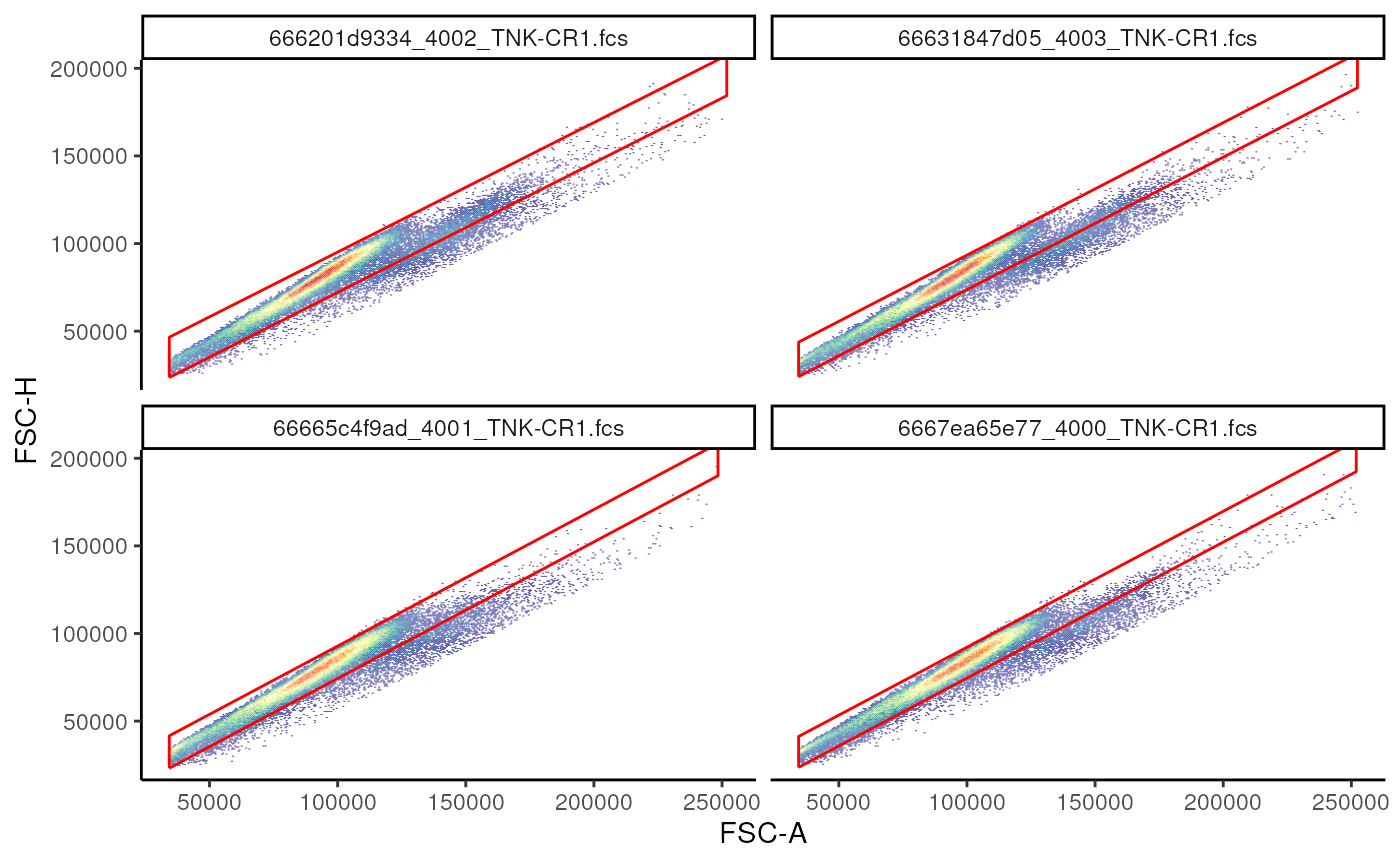 666201d9334_4002_TNK-CR1.fcs
66631847d05_4003_TNK-CR1.fcs
200000
150000
100000
50000
FSC-H
66665c4f9ad_4001_TNK-CR1.fcs
6667ea65e77_4000_TNK-CR1.fcs
200000
150000
100000
50000
50000 100000 150000 200000 250000 50000 100000 150000 200000 250000
FSC-A